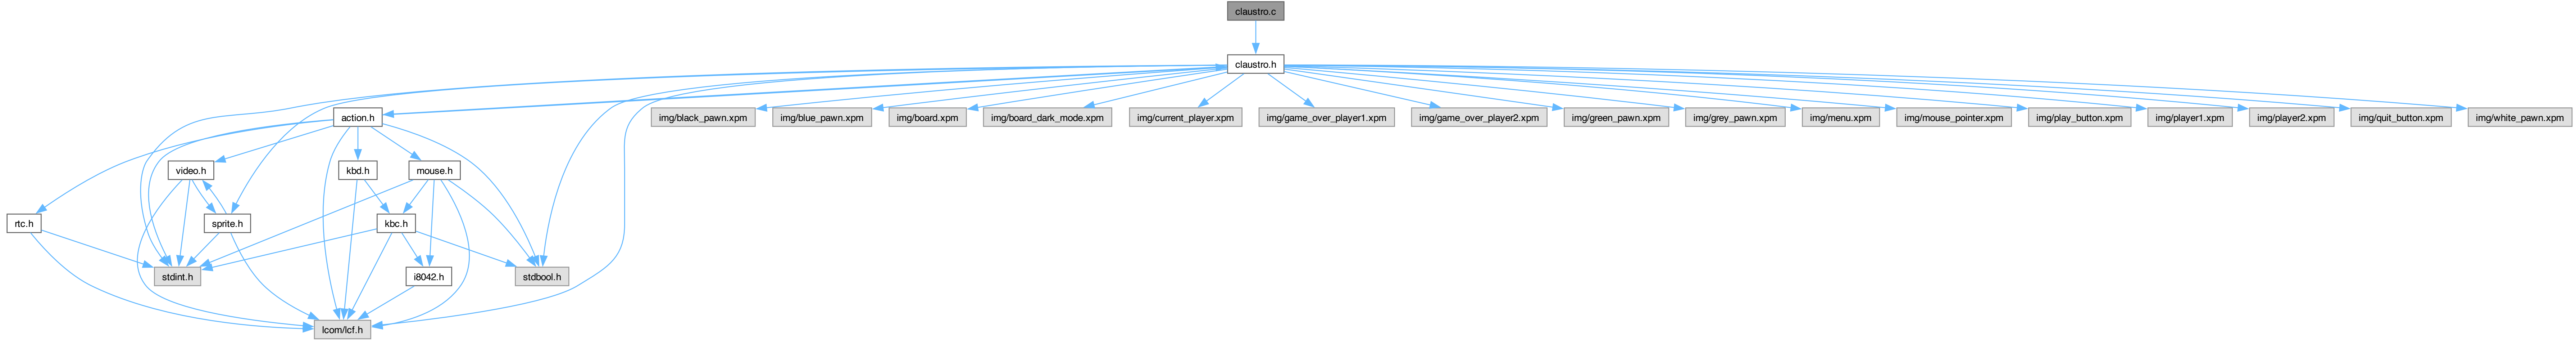 claustro.c
claustro.h
action.h
img/black_pawn.xpm
img/blue_pawn.xpm
img/board.xpm
img/board_dark_mode.xpm
img/current_player.xpm
img/game_over_player1.xpm
img/game_over_player2.xpm
img/green_pawn.xpm
img/grey_pawn.xpm
img/menu.xpm
img/mouse_pointer.xpm
img/play_button.xpm
img/player1.xpm
img/player2.xpm
img/quit_button.xpm
img/white_pawn.xpm
video.h
kbd.h
mouse.h
rtc.h
sprite.h
kbc.h
stdint.h
i8042.h
stdbool.h
lcom/lcf.h